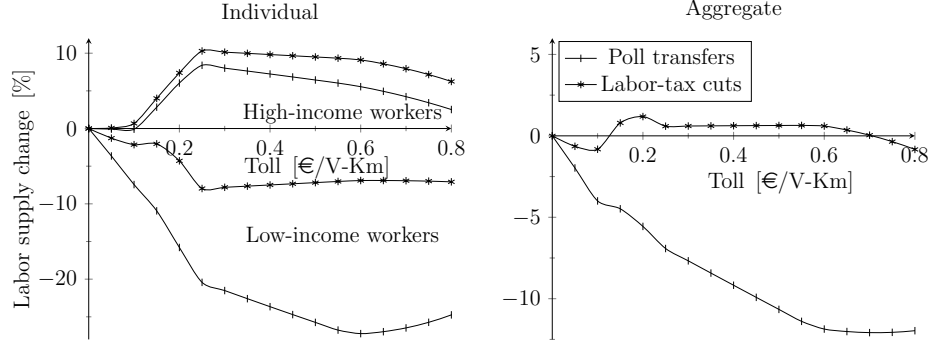 Individual
Aggregate
Labor supply change [%]
10
0
−10
−20
0.2
0.4
0.6
0.8
High-income workers
Toll [€/V-Km]
Low-income workers
5
0
−5
−10
0.2
0.4
0.6
0.8
Toll [€/V-Km]
Poll transfers
Labor-tax cuts